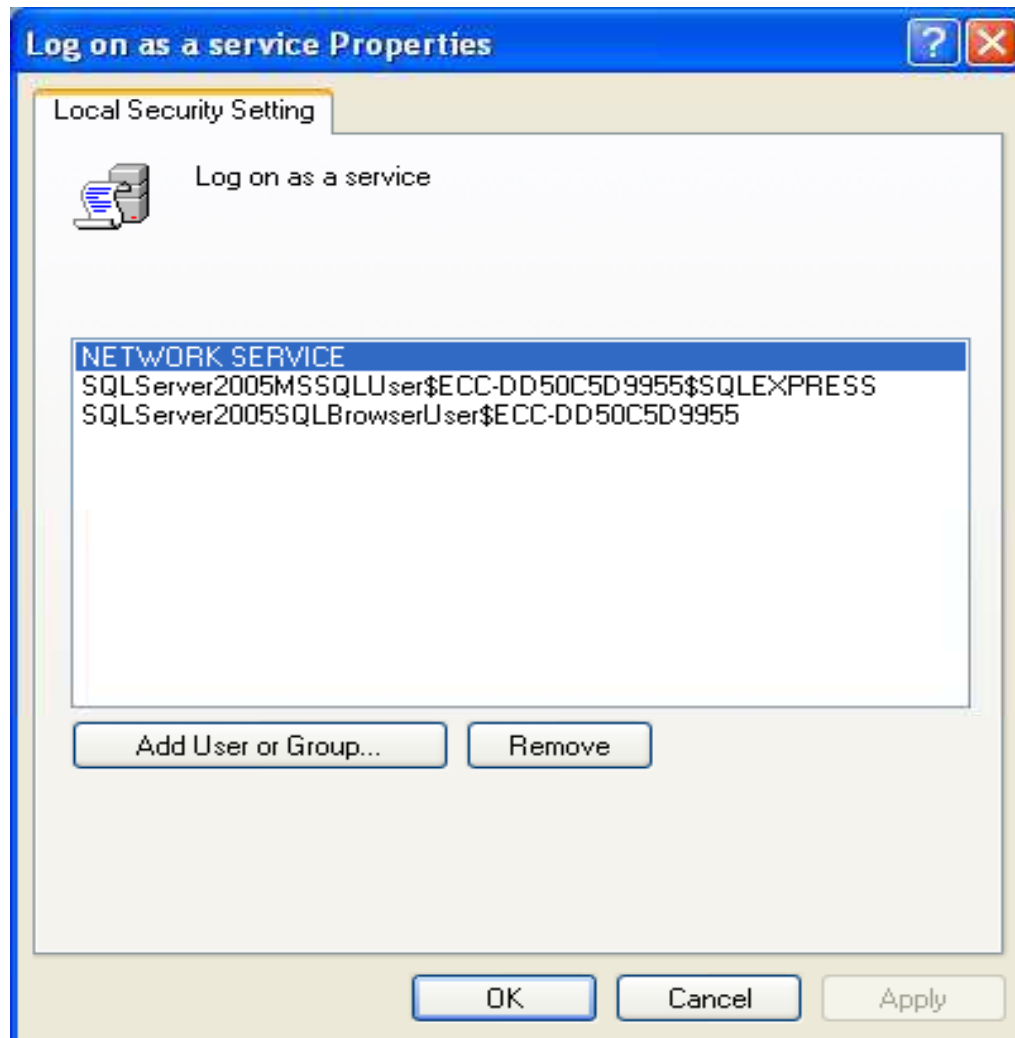 Log on as a service Properties
Local Security Setting
Log on as a service
NETWORK SERVICE
SQLServer2005MSSQLUser$ECC-DD50C5D9955$SQLEXPRESS
SQLServer2005SQLBrowserUser$ECC-DD50C5D9955
Add User or Group...
Remove
OK
Cancel
Apply